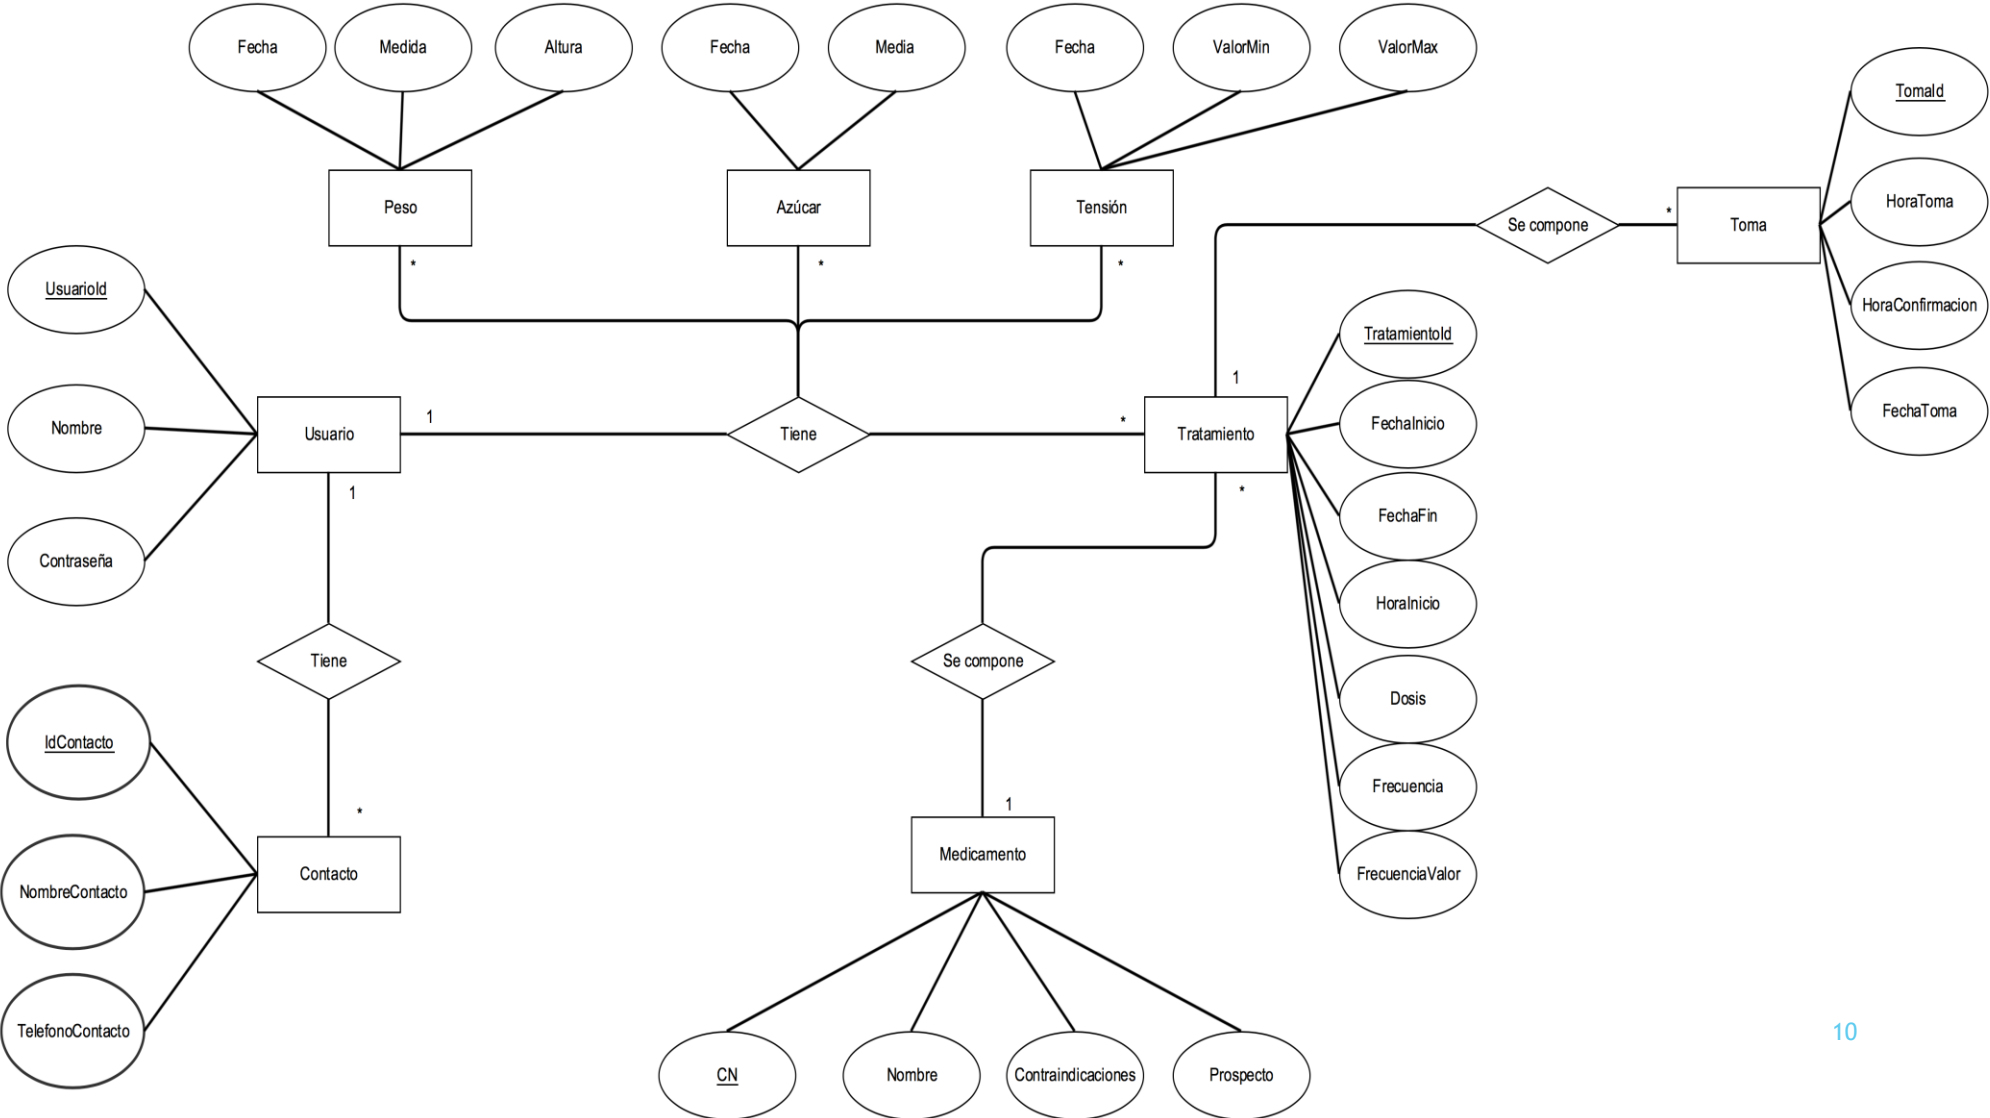 Fecha
Medida
Altura
Fecha
Media
Fecha
ValorMin
ValorMax
TomaId
Peso
Azúcar
Tensión
HoraToma
Se compone
*
Toma
*
*
*
UsuarioId
HoraConfirmacion
TratamientoId
1
FechaToma
Nombre
Usuario
1
Tiene
*
Tratamiento
FechaInicio
1
*
FechaFin
Contraseña
HoraInicio
Tiene
Se compone
Dosis
IdContacto
Frecuencia
*
1
Medicamento
NombreContacto
Contacto
FrecuenciaValor
TelefonoContacto
10
CN
Nombre
Contraindicaciones
Prospecto